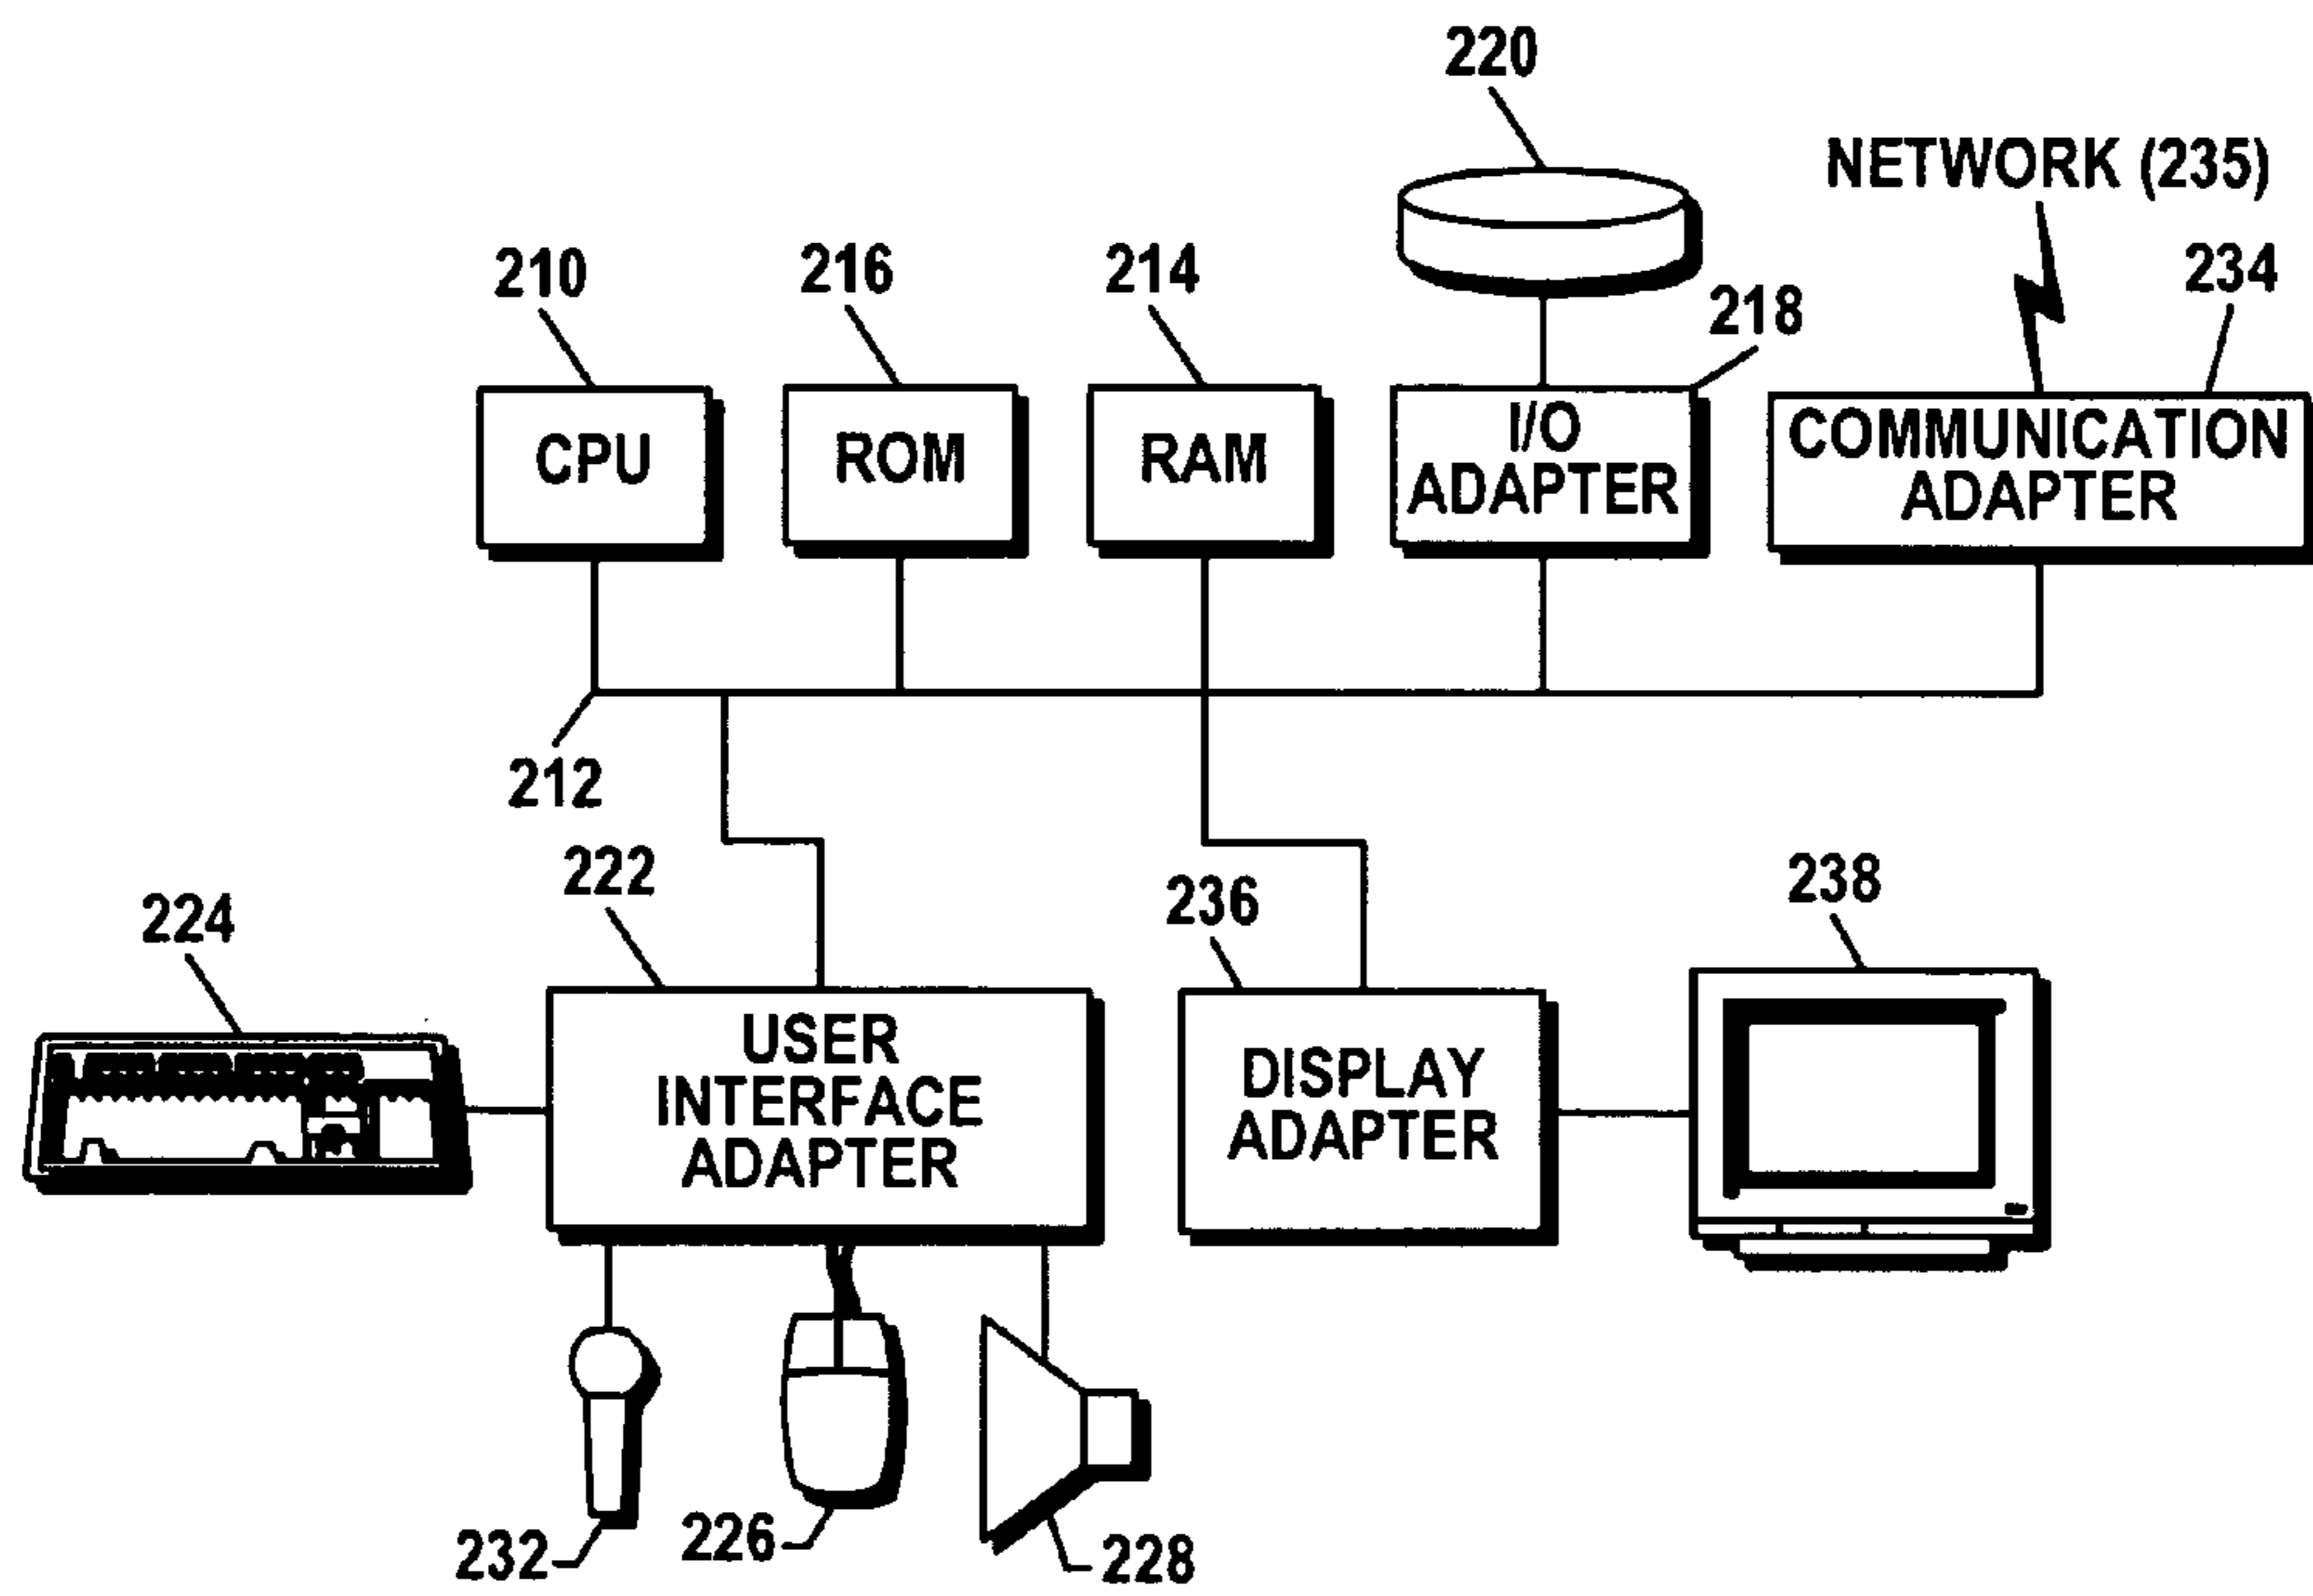 220
NETWORK (235)
210
216
214
234
218
CPU
ROM
RAM
I/O
ADAPTER
COMMUNICATION
ADAPTER
212
222
224
236
238
USER
INTERFACE
ADAPTER
DISPLAY
ADAPTER
232
226
228